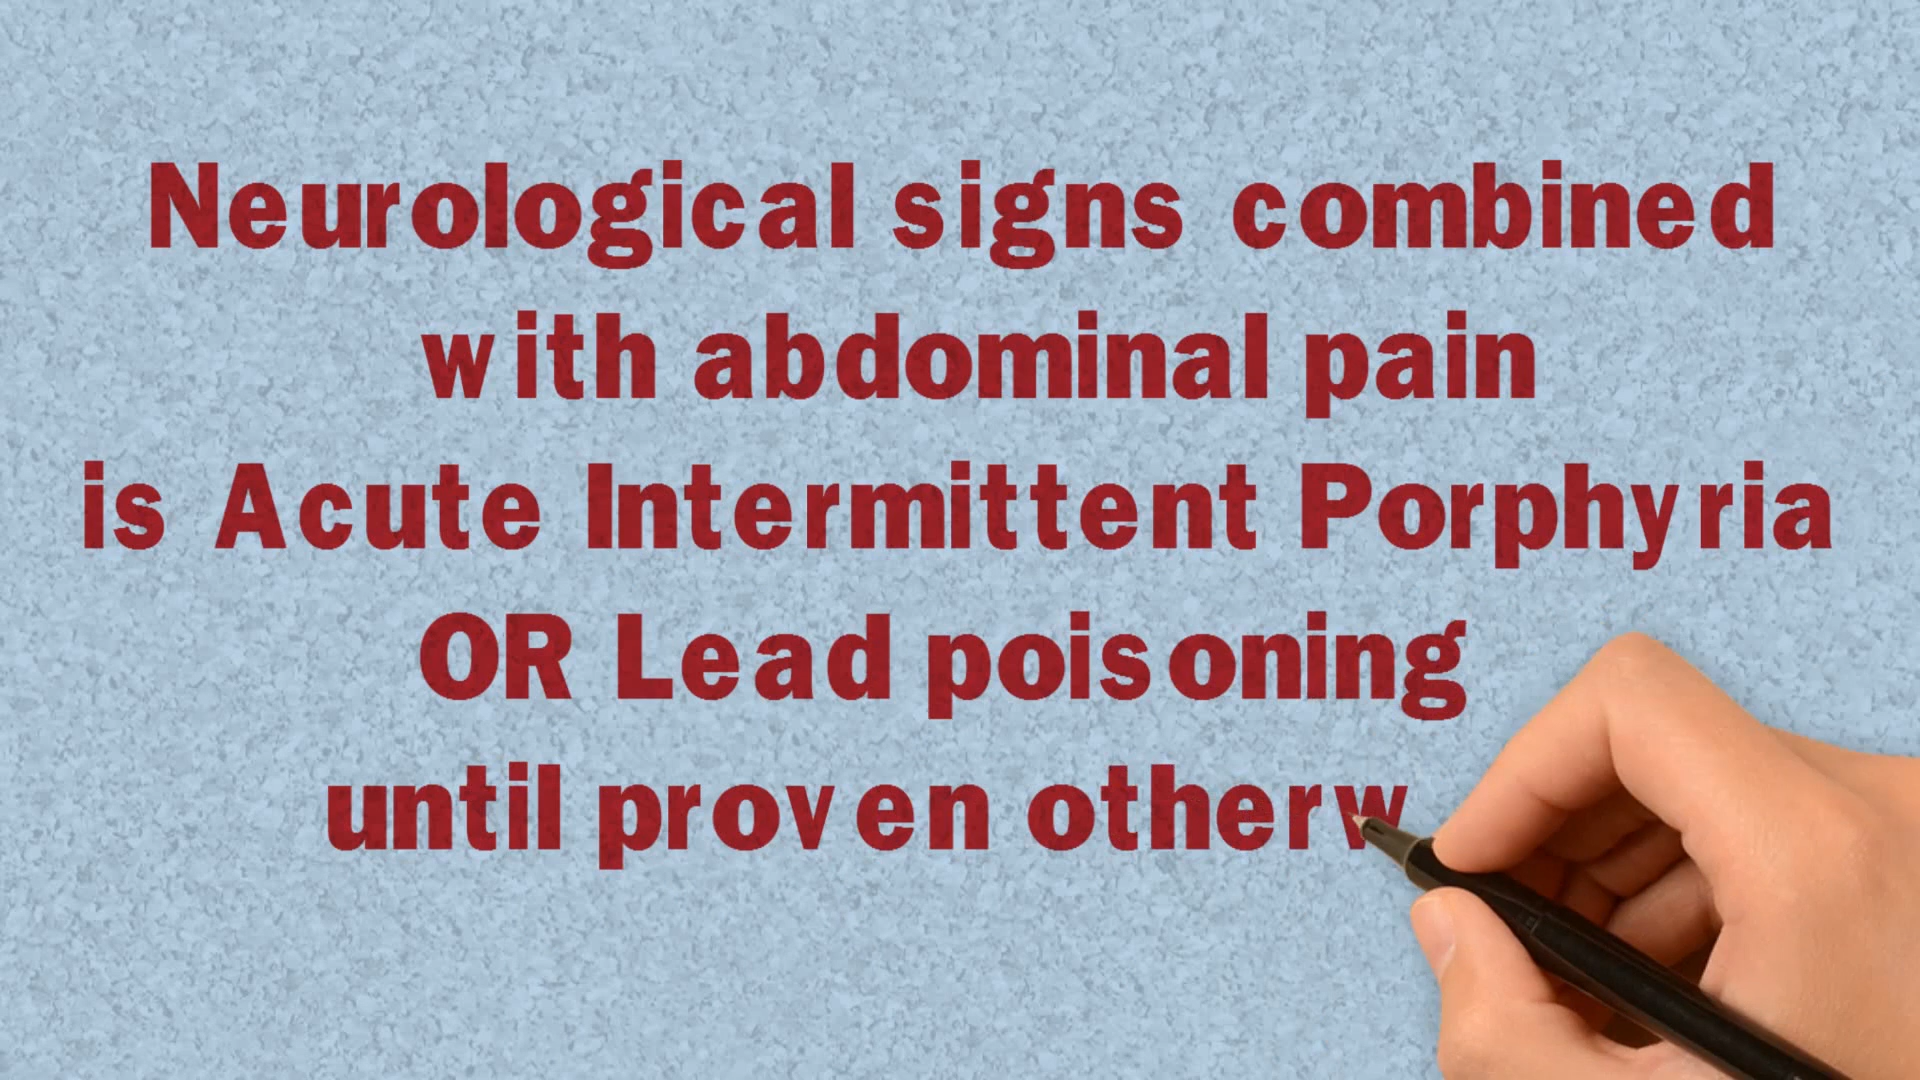 Neurological signs combined
with abdominal pain
is Acute Intermittent Porphyria
OR Lead poisoning
until proven otherw